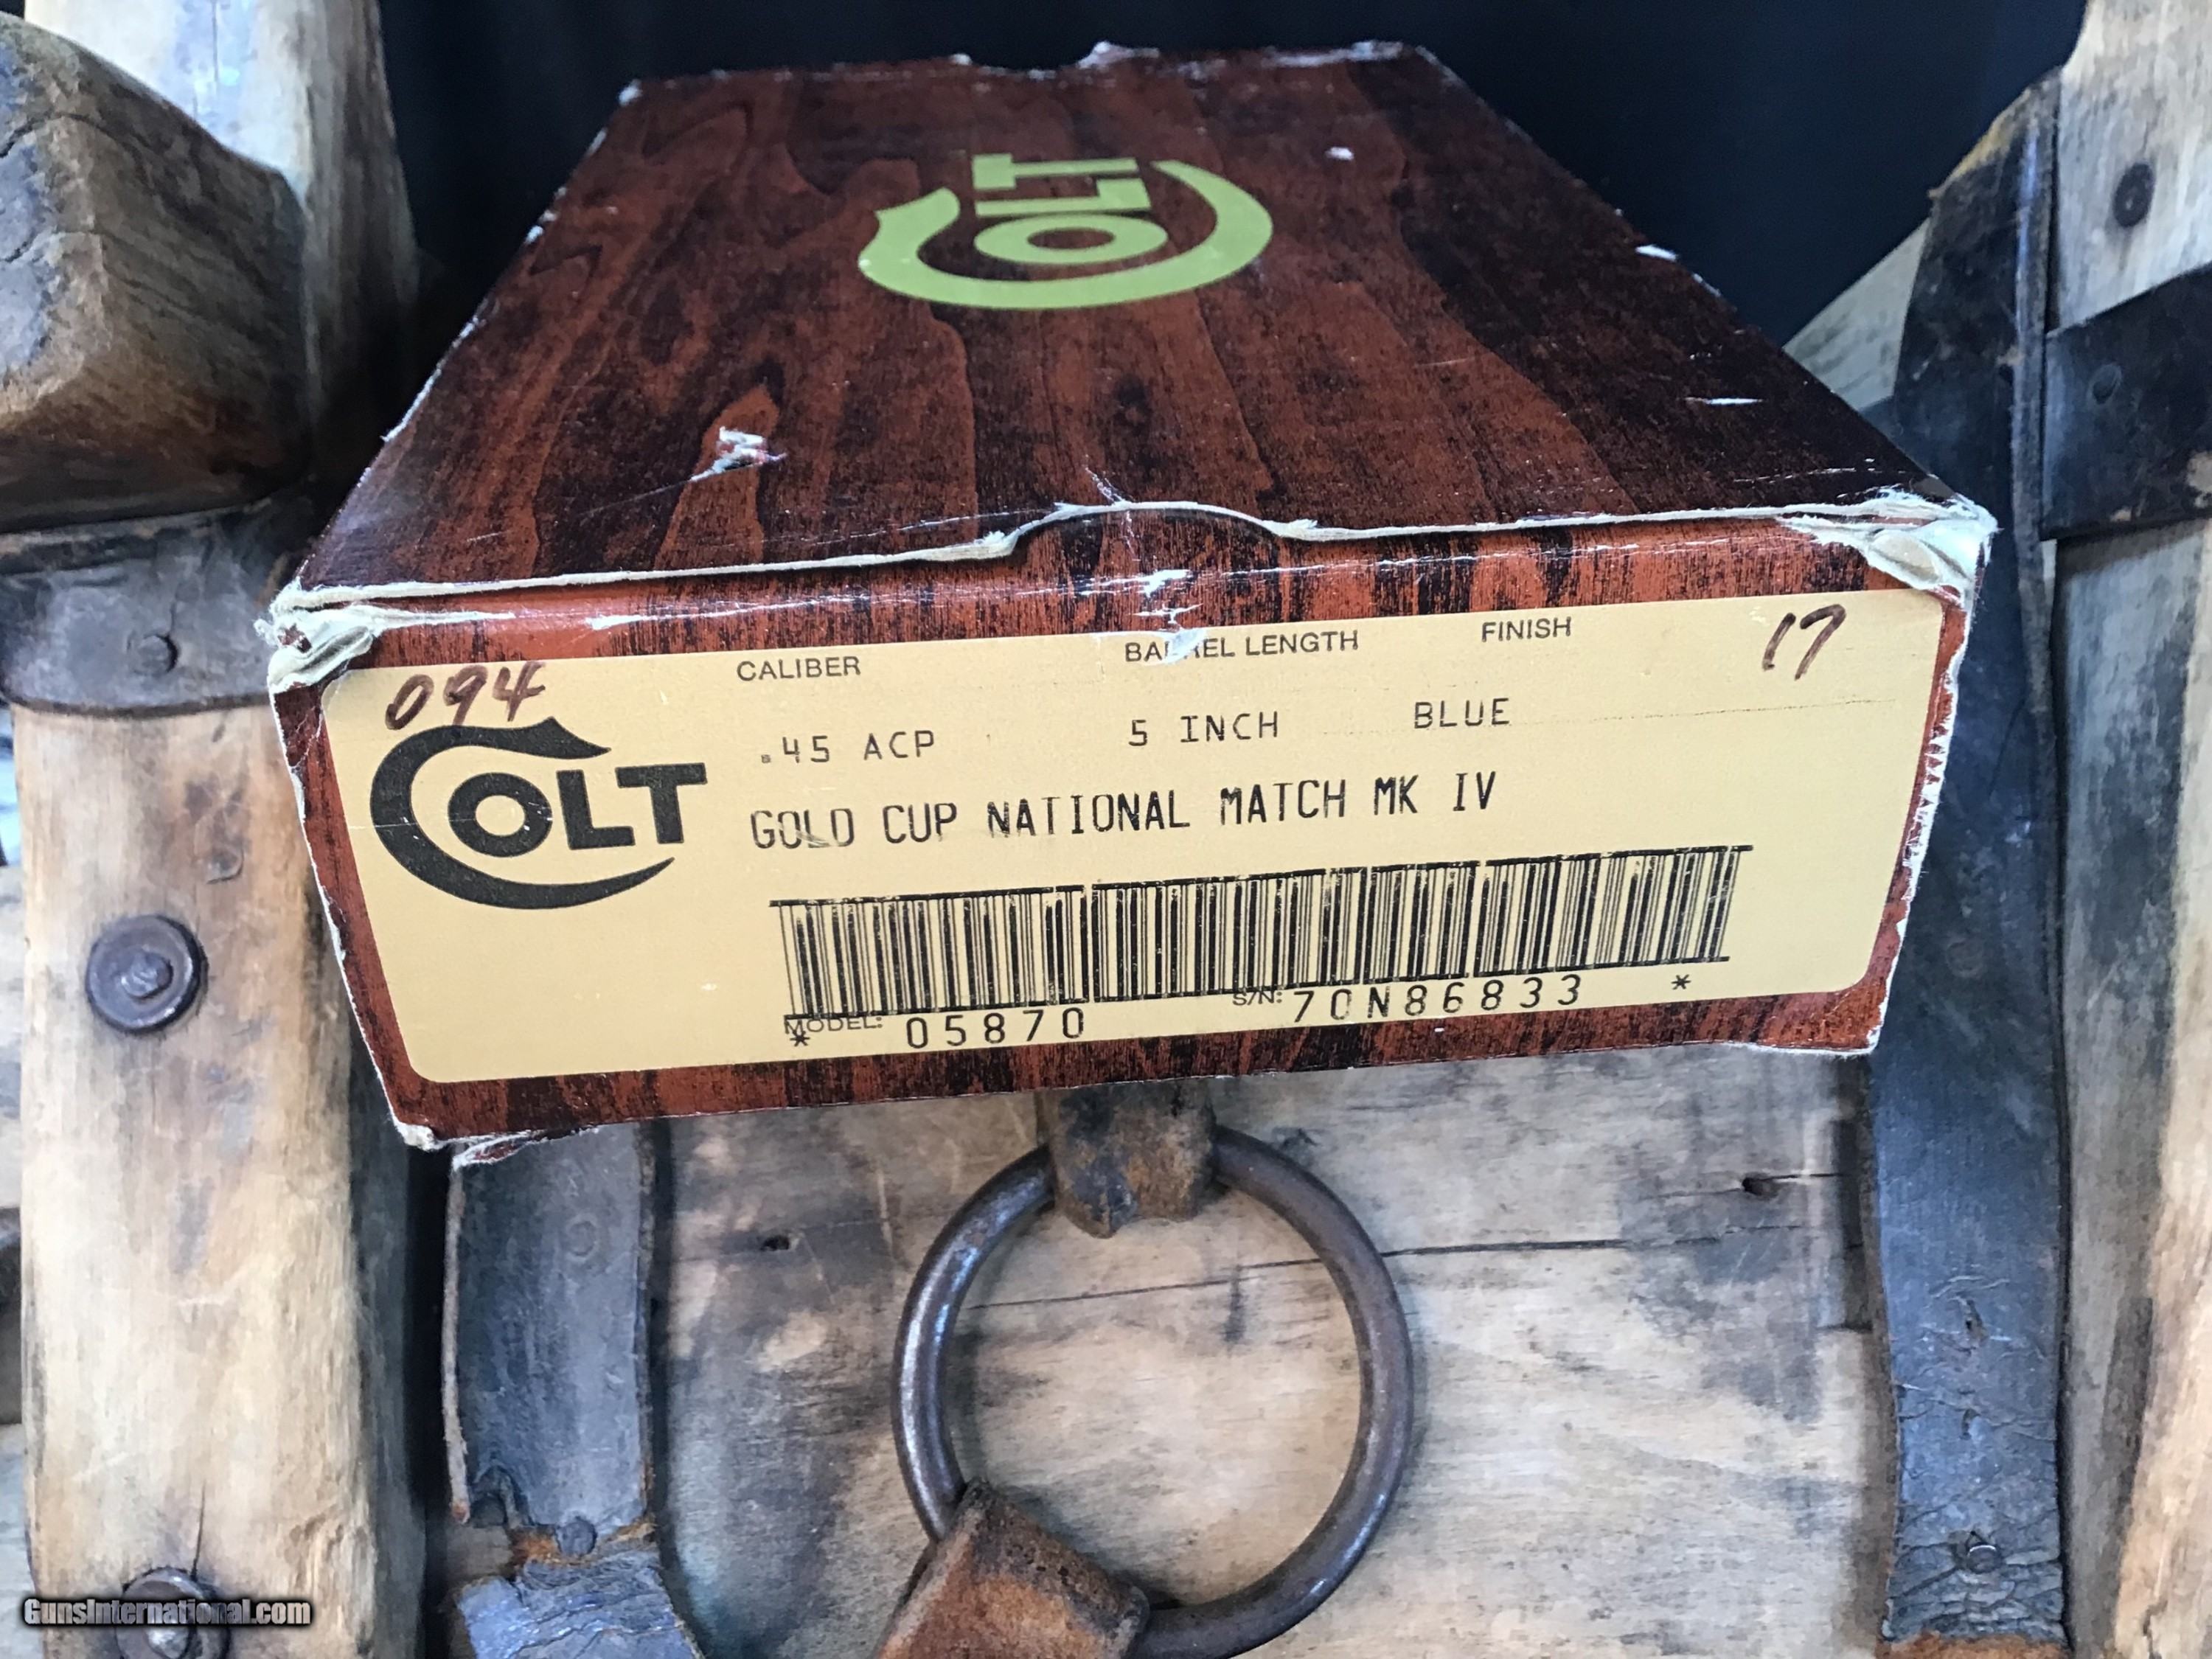 COLT
094
CALIBER BARREL LENGTH FINISH 17
.45 ACP 5 INCH BLUE
COLT
GOLD CUP NATIONAL MATCH MK IV
MODEL: 05870 S/N: 70N86833
* *
GunsInternational.com